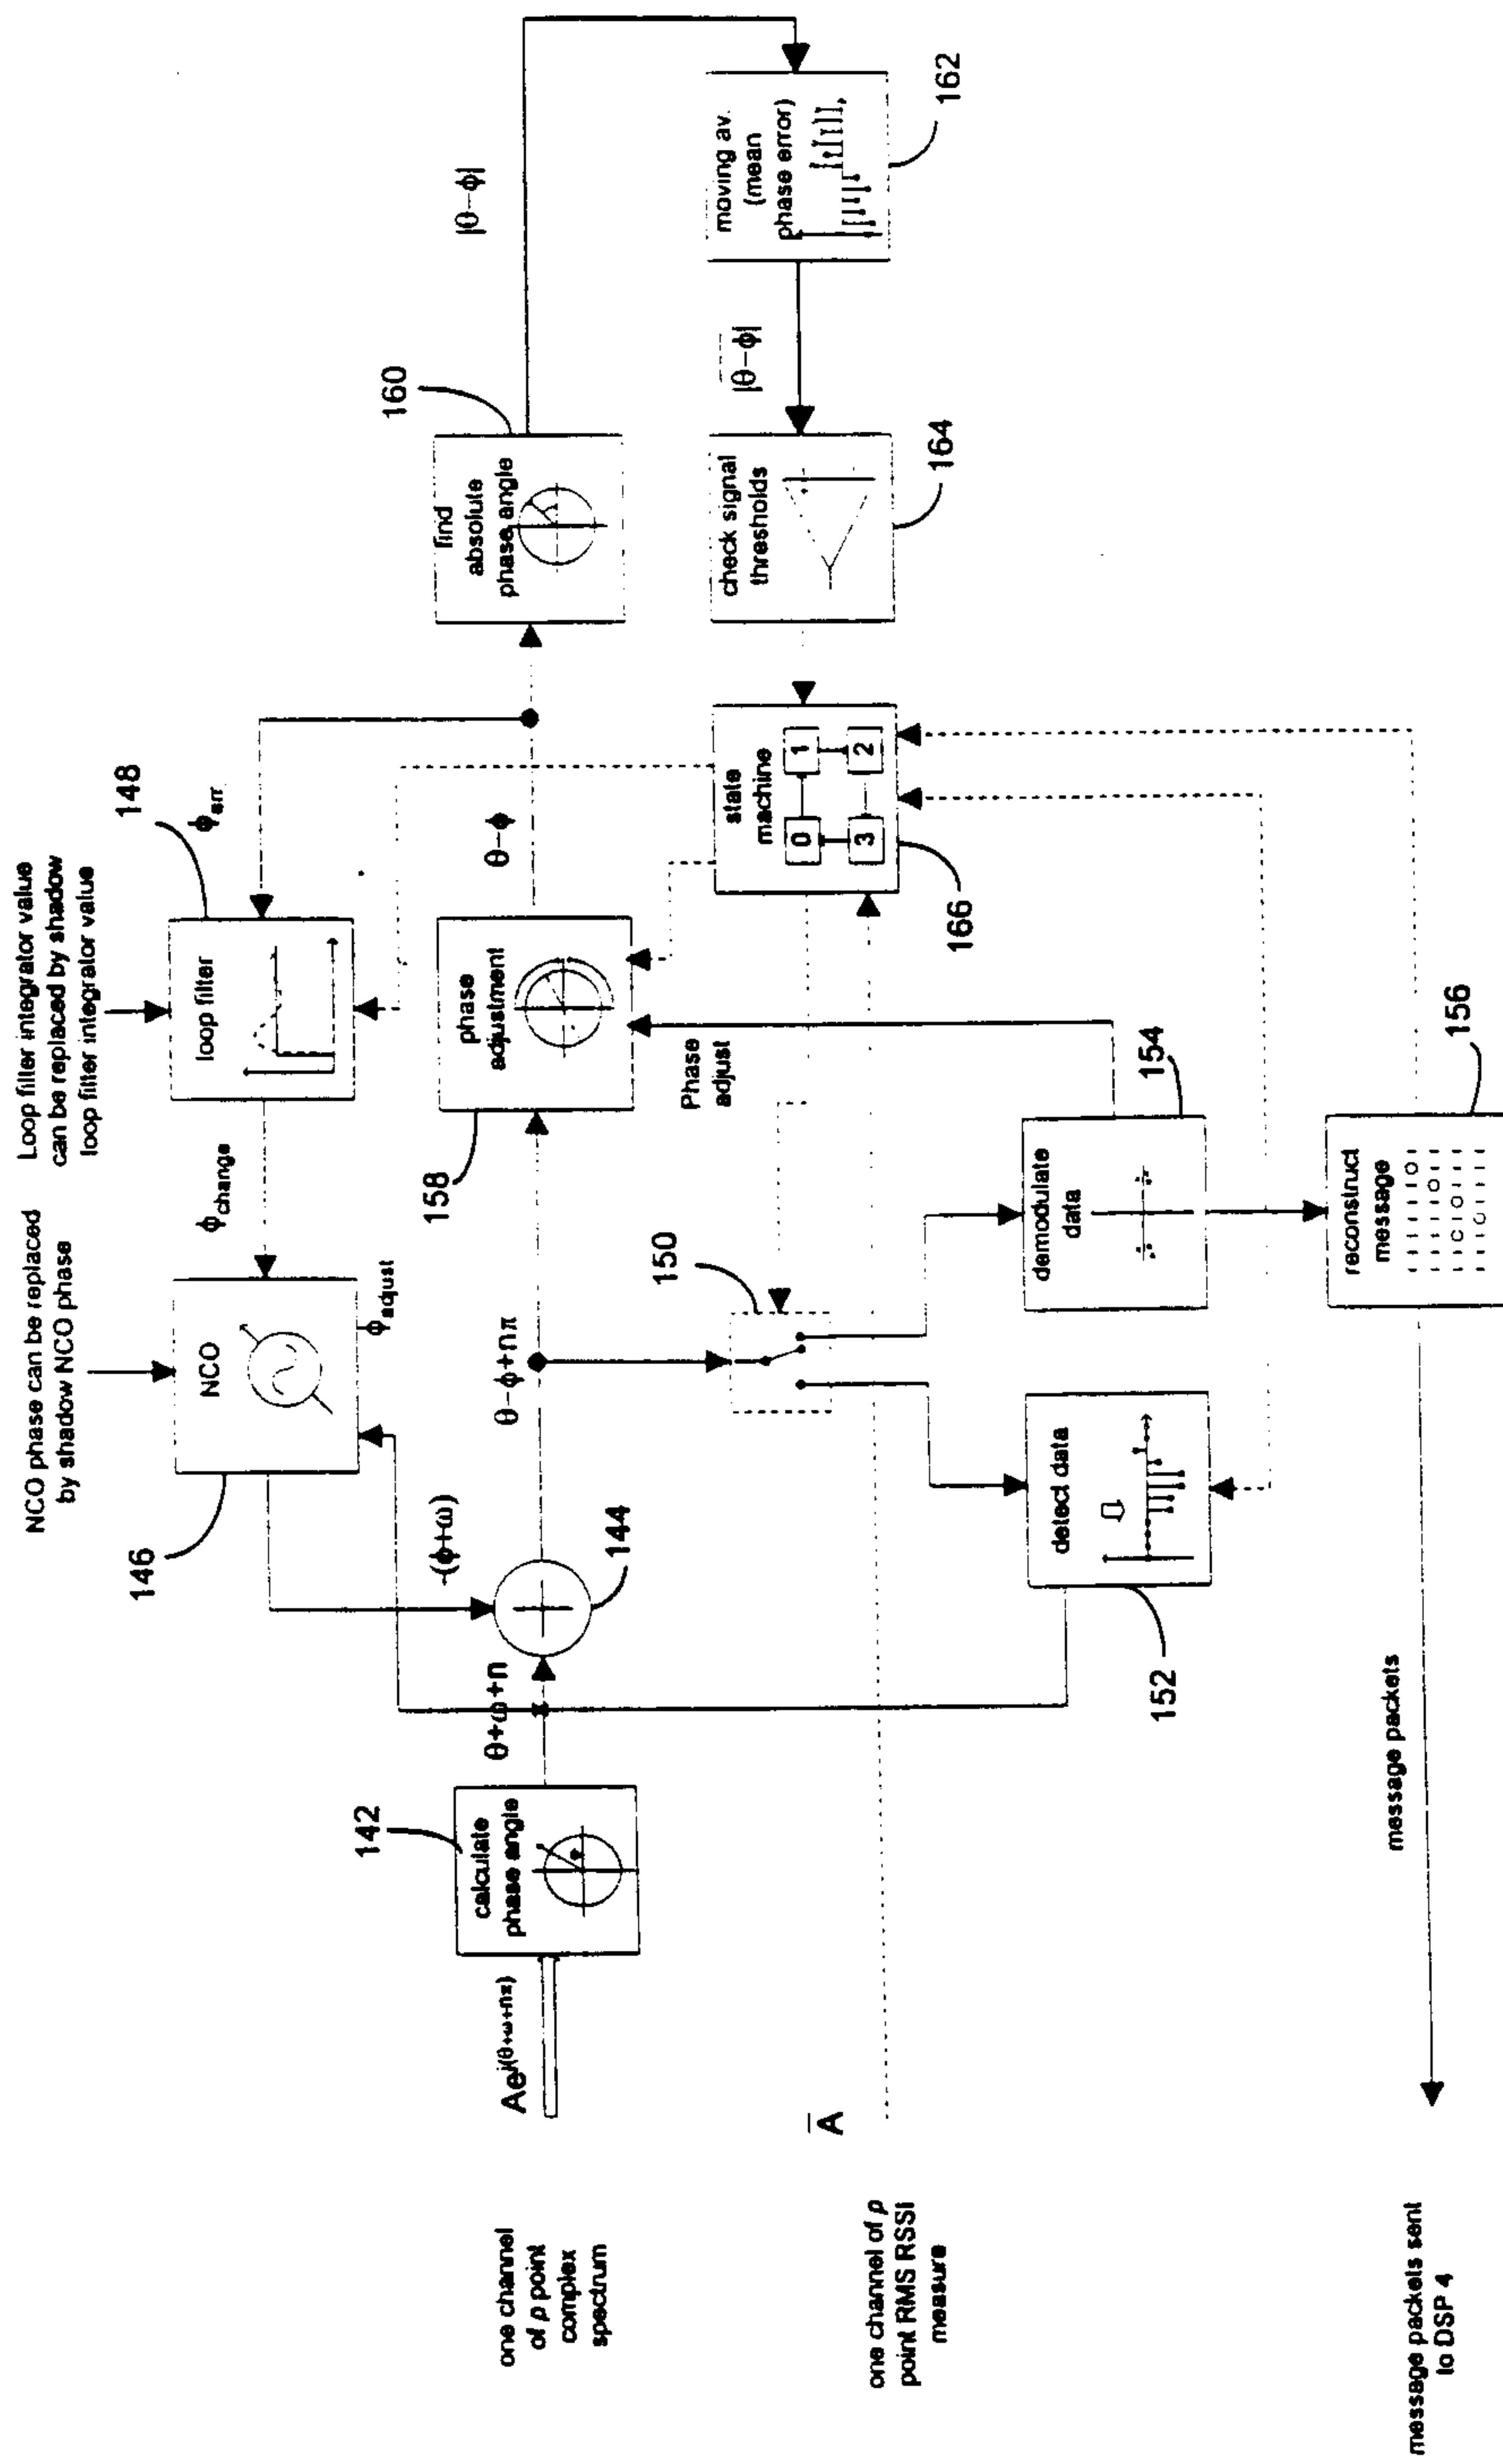 NCO phase can be replaced
by shadow NCO phase
Loop filter integrator value
can be replaced by shadow
loop filter integrator value
146
NCO
ϕadjust
ϕchange
148
loop filter
ϕerr
one channel
of p point
complex
spectrum
Aej(θ+ω+nπ)
142
calculate
phase angle
θ+ω+n
-(ϕ+ω)
144
θ-ϕ+nπ
158
phase
adjustment
θ-ϕ
160
find
absolute
phase angle
|θ-ϕ|
Phase
adjust
150
one channel of p
point RMS RSSI
measure
A
state
machine
0
1
3
2
166
check signal
thresholds
164
|θ-ϕ|
moving av.
(mean
phase error)
162
152
detect data
demodulate
data
154
reconstruct
message
156
message packets
message packets sent
to DSP 4